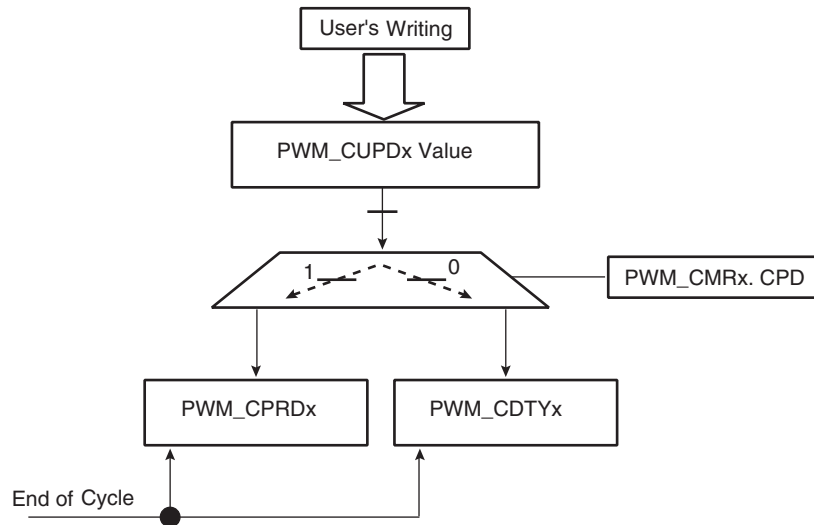 User's Writing
PWM_CUPDx Value
1
0
PWM_CMRx. CPD
PWM_CPRDx
PWM_CDTYx
End of Cycle